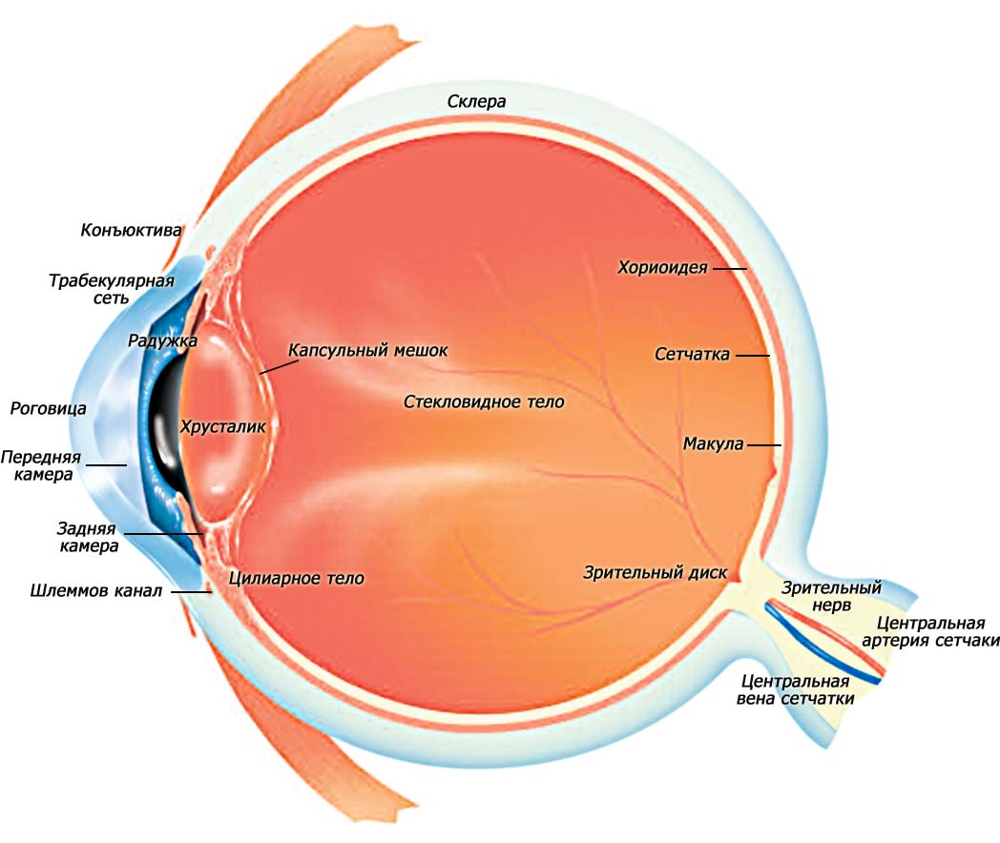 Склера
Конъюктива
Трабекулярная
сеть
Радужка
Роговица
Передняя
камера
Задняя
камера
Шлеммов канал
Хрусталик
Капсульный мешок
Стекловидное тело
Цилиарное тело
Хориоидея
Сетчатка
Макула
Зрительный диск
Зрительный
нерв
Центральная
артерия сетчаки
Центральная
вена сетчатки